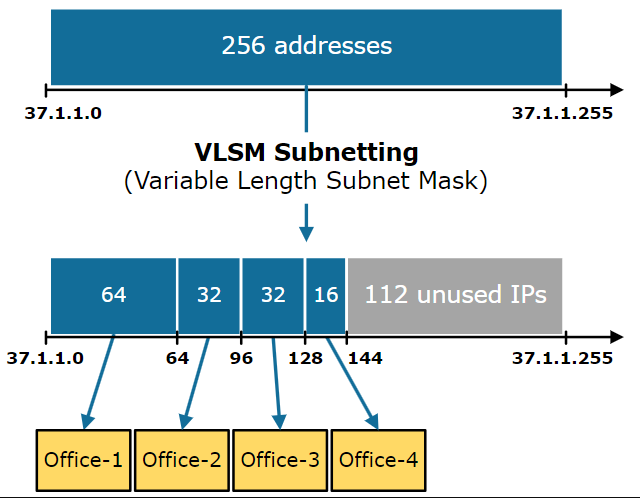 256 addresses
37.1.1.0 37.1.1.255
VLSM Subnetting
(Variable Length Subnet Mask)
64 32 32 16 112 unused IPs
37.1.1.0 64 96 128 144 37.1.1.255
Office-1 Office-2 Office-3 Office-4